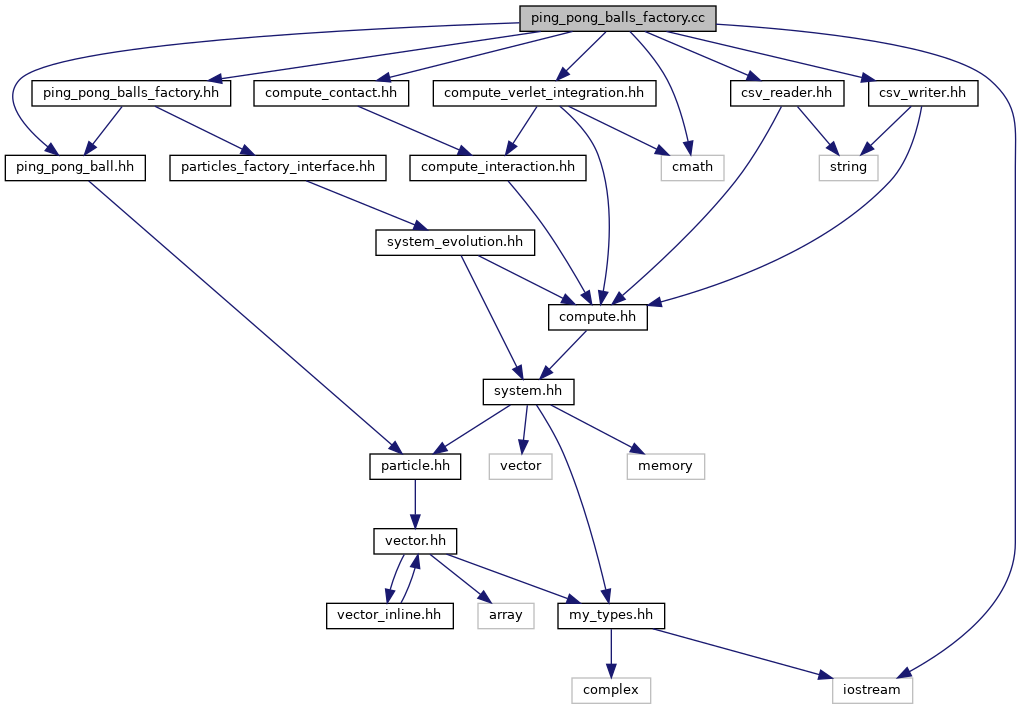 ping_pong_balls_factory.cc
ping_pong_balls_factory.hh
compute_contact.hh
compute_verlet_integration.hh
csv_reader.hh
csv_writer.hh
ping_pong_ball.hh
particles_factory_interface.hh
compute_interaction.hh
cmath
string
system_evolution.hh
compute.hh
system.hh
particle.hh
vector
memory
vector.hh
vector_inline.hh
array
my_types.hh
complex
iostream